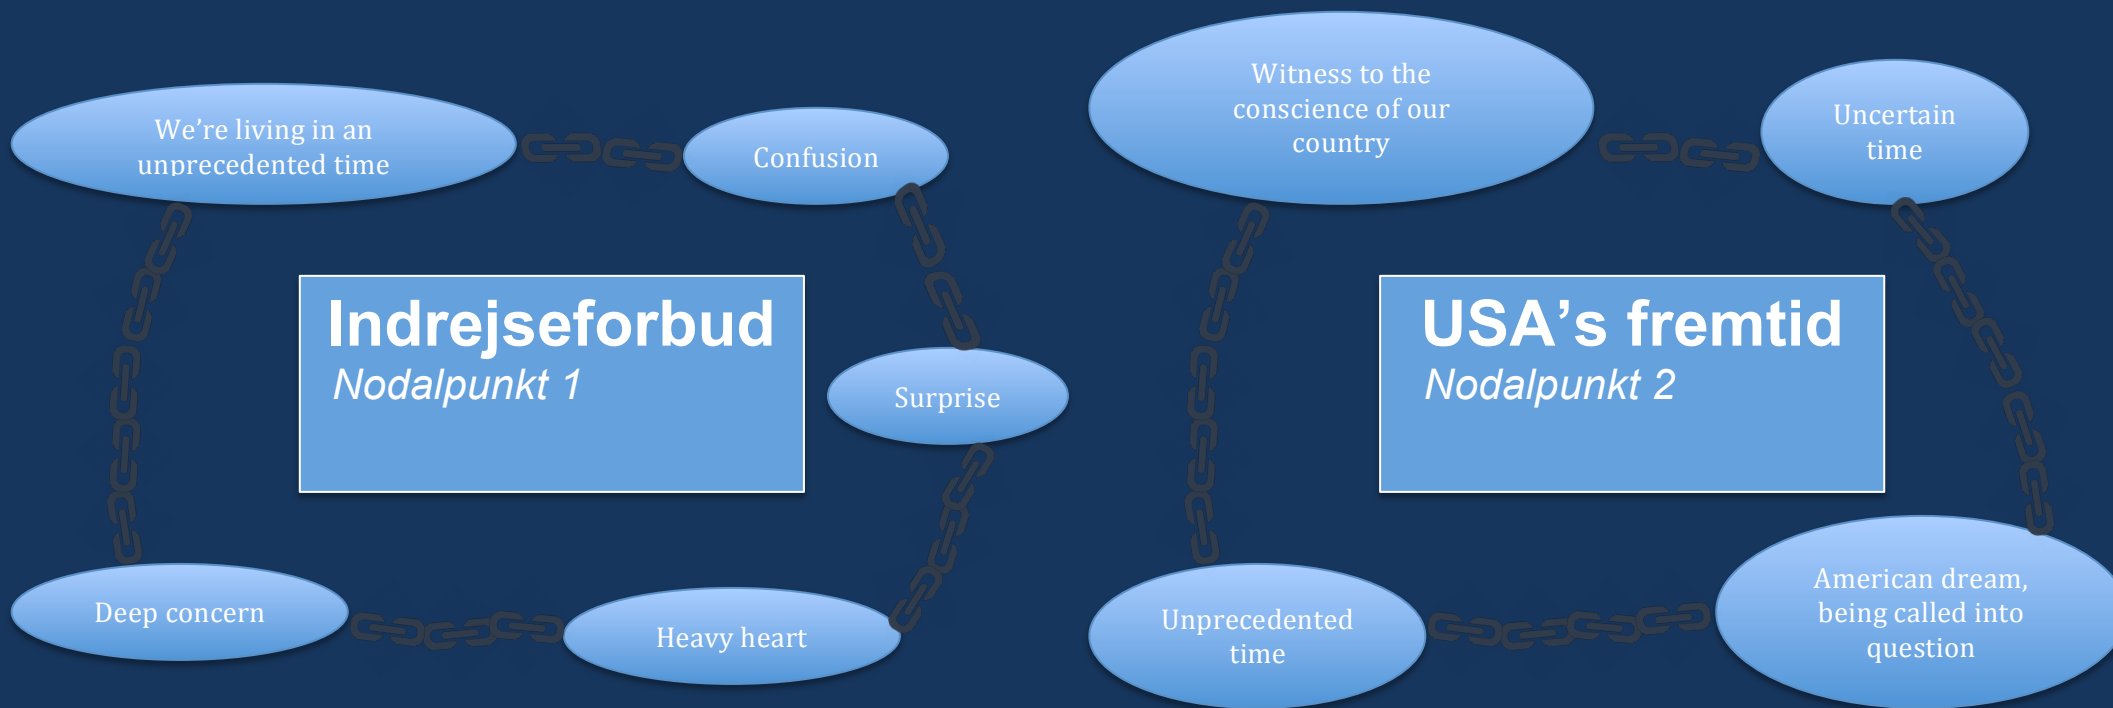 We’re living in an
unprecedented time
Confusion
Indrejseforbud
Nodalpunkt 1
Surprise
Deep concern
Heavy heart
Witness to the
conscience of our
country
Uncertain
time
USA’s fremtid
Nodalpunkt 2
Unprecedented
time
American dream,
being called into
question